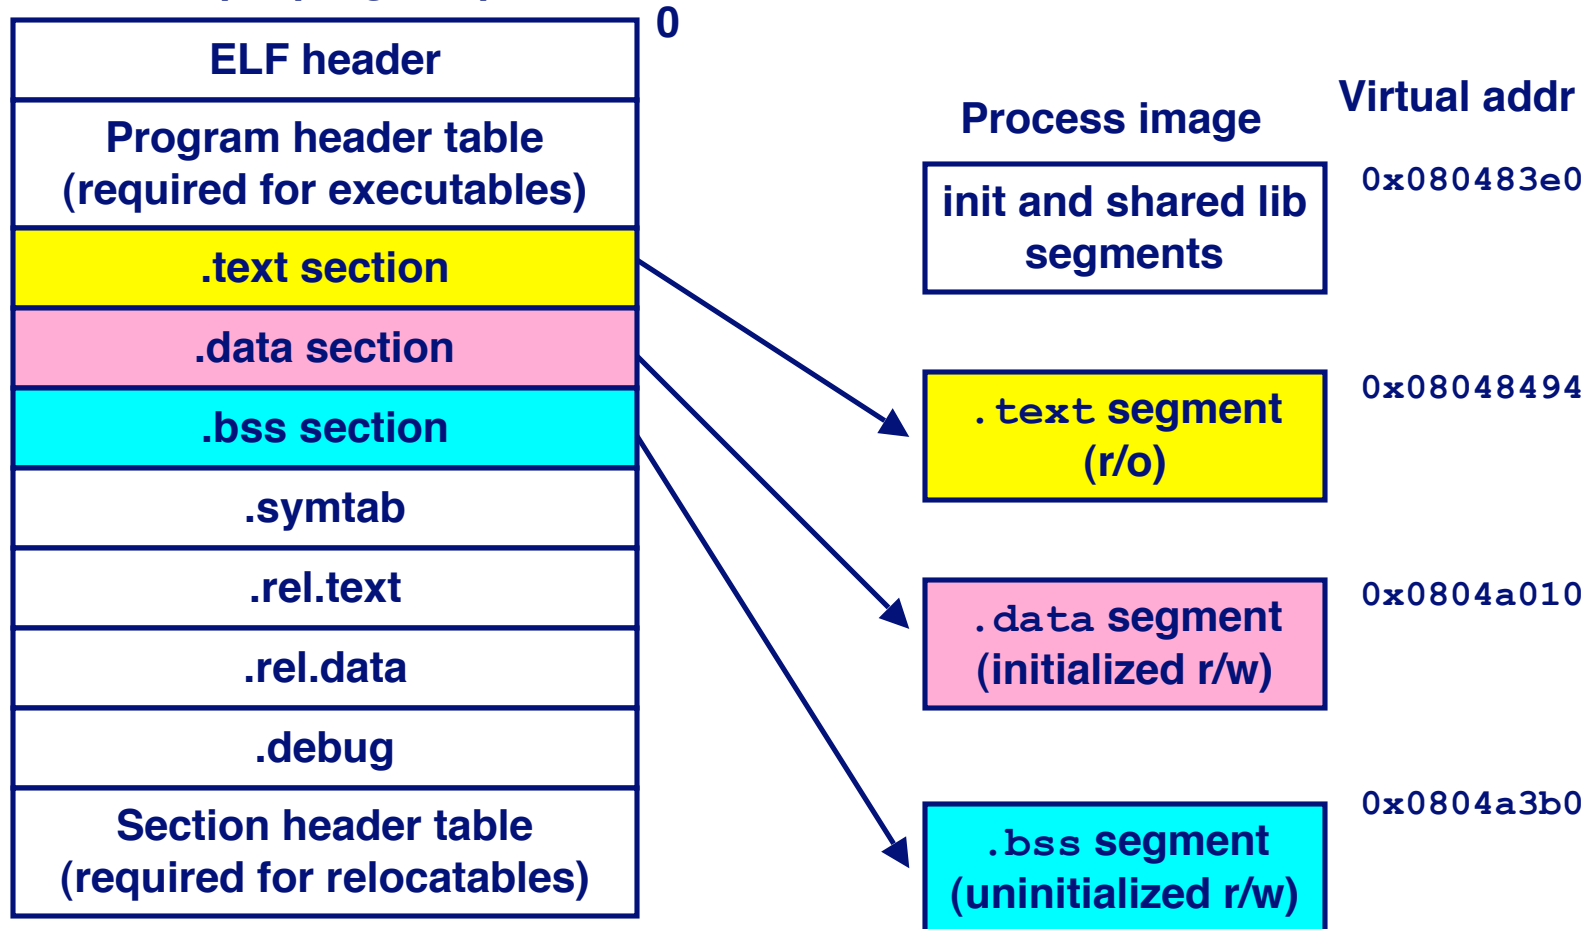 0
ELF header
Program header table
(required for executables)
.text section
.data section
.bss section
.symtab
.rel.text
.rel.data
.debug
Section header table
(required for relocatables)
Process image
Virtual addr
init and shared lib
segments
0x080483e0
.text segment
(r/o)
0x08048494
.data segment
(initialized r/w)
0x0804a010
.bss segment
(uninitialized r/w)
0x0804a3b0